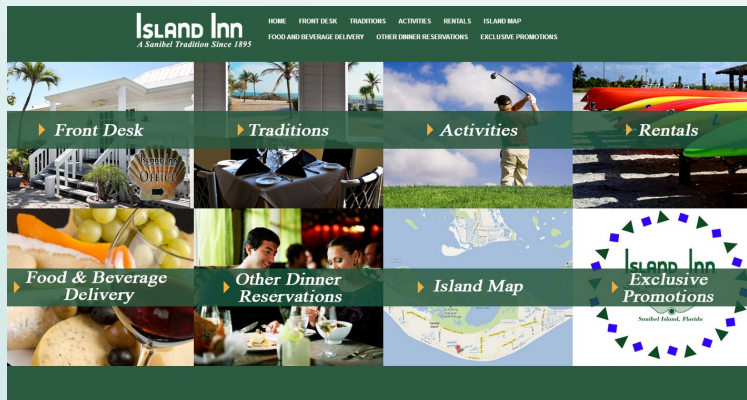 ISLAND INN
A Sanibel Tradition Since 1895
HOME FRONT DESK TRADITIONS ACTIVITIES RENTALS ISLAND MAP
FOOD AND BEVERAGE DELIVERY OTHER DINNER RESERVATIONS EXCLUSIVE PROMOTIONS
Front Desk
Traditions
Activities
Rentals
OFFICE
Food & Beverage
Delivery
Other Dinner
Reservations
Island Map
ISLAND INN
Exclusive
Promotions
Sanibel Island, Florida